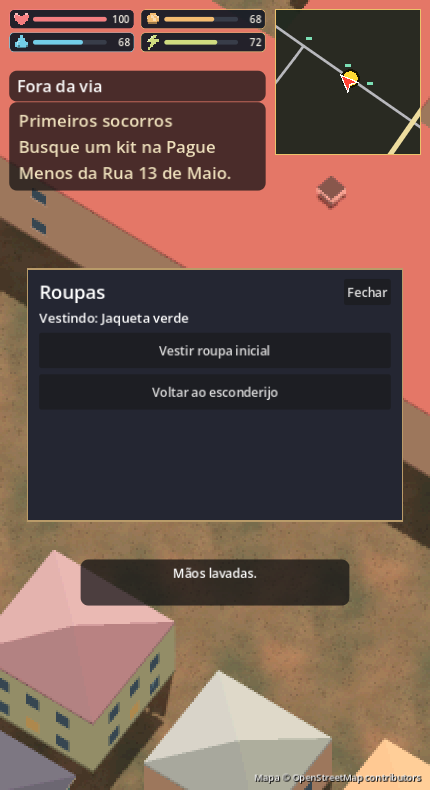 100
68
68
72
Fora da via
Primeiros socorros
Busque um kit na Pague
Menos da Rua 13 de Maio.
Roupas
Fechar
Vestindo: Jaqueta verde
Vestir roupa inicial
Voltar ao esconderijo
Mãos lavadas.
Mapa © OpenStreetMap contributors